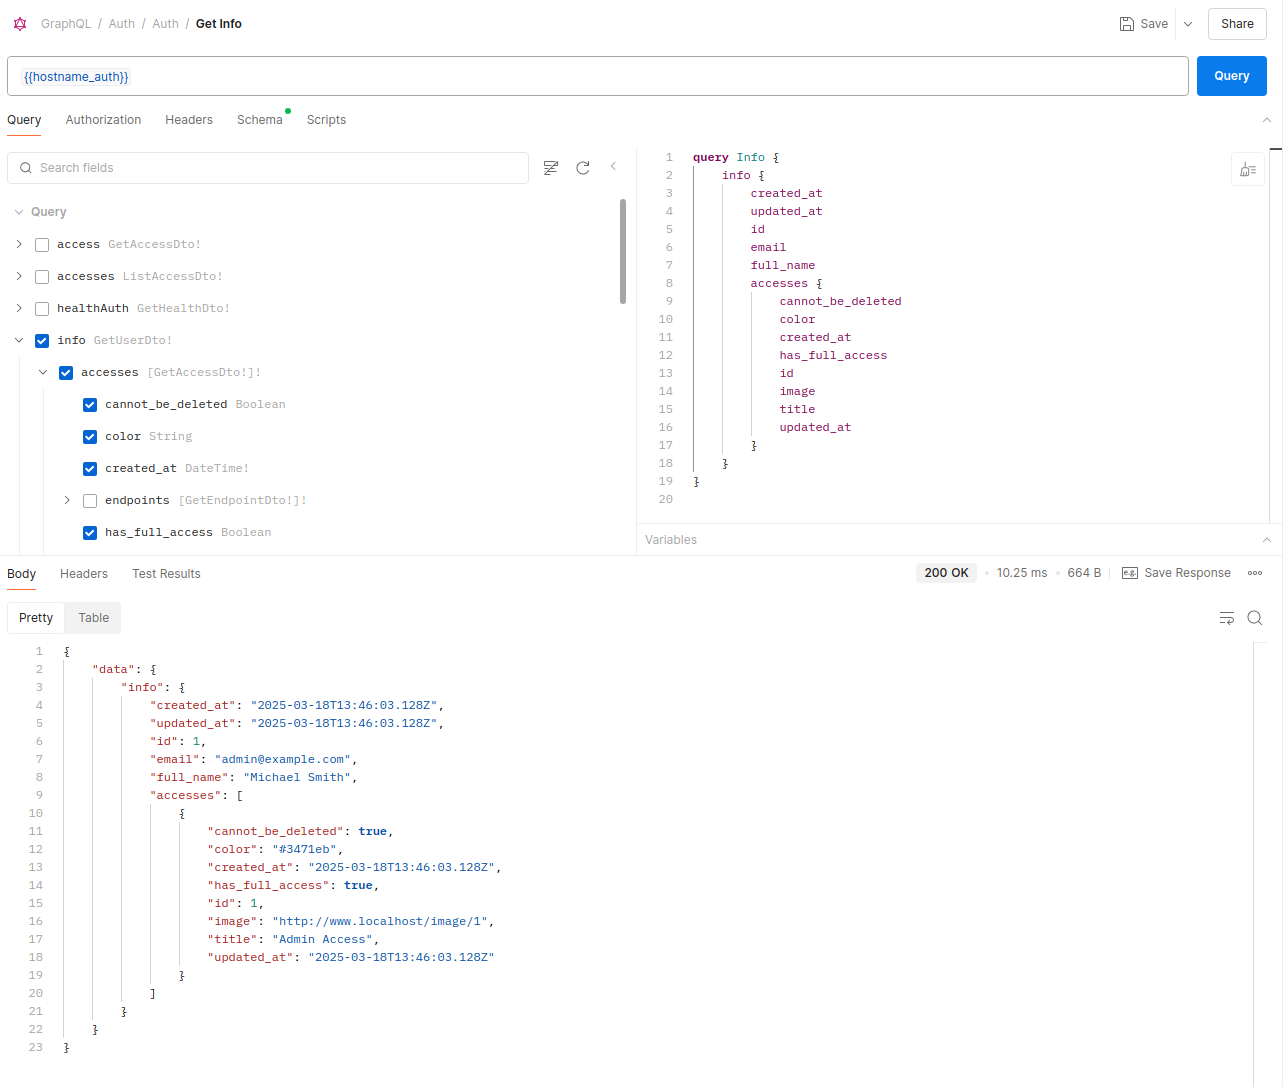 GraphQL / Auth / Auth / Get Info
Save
Share
{{hostname_auth}}
Query
Query Authorization Headers Schema Scripts
Search fields
Query
access GetAccessDto!
accesses ListAccessDto!
healthAuth GetHealthDto!
info GetUserDto!
accesses [GetAccessDto!]!
cannot_be_deleted Boolean
color String
created_at DateTime!
endpoints [GetEndpointDto!]!
has_full_access Boolean
1 query Info {
2 info {
3 created_at
4 updated_at
5 id
6 email
7 full_name
8 accesses {
9 cannot_be_deleted
10 color
11 created_at
12 has_full_access
13 id
14 image
15 title
16 updated_at
17 }
18 }
19 }
20
Variables
Body Headers Test Results
200 OK • 10.25 ms • 664 B
e.g. Save Response
Pretty Table
1 {
2 "data": {
3 "info": {
4 "created_at": "2025-03-18T13:46:03.128Z",
5 "updated_at": "2025-03-18T13:46:03.128Z",
6 "id": 1,
7 "email": "admin@example.com",
8 "full_name": "Michael Smith",
9 "accesses": [
10 {
11 "cannot_be_deleted": true,
12 "color": "#3471eb",
13 "created_at": "2025-03-18T13:46:03.128Z",
14 "has_full_access": true,
15 "id": 1,
16 "image": "http://www.localhost/image/1",
17 "title": "Admin Access",
18 "updated_at": "2025-03-18T13:46:03.128Z"
19 }
20 ]
21 }
22 }
23 }